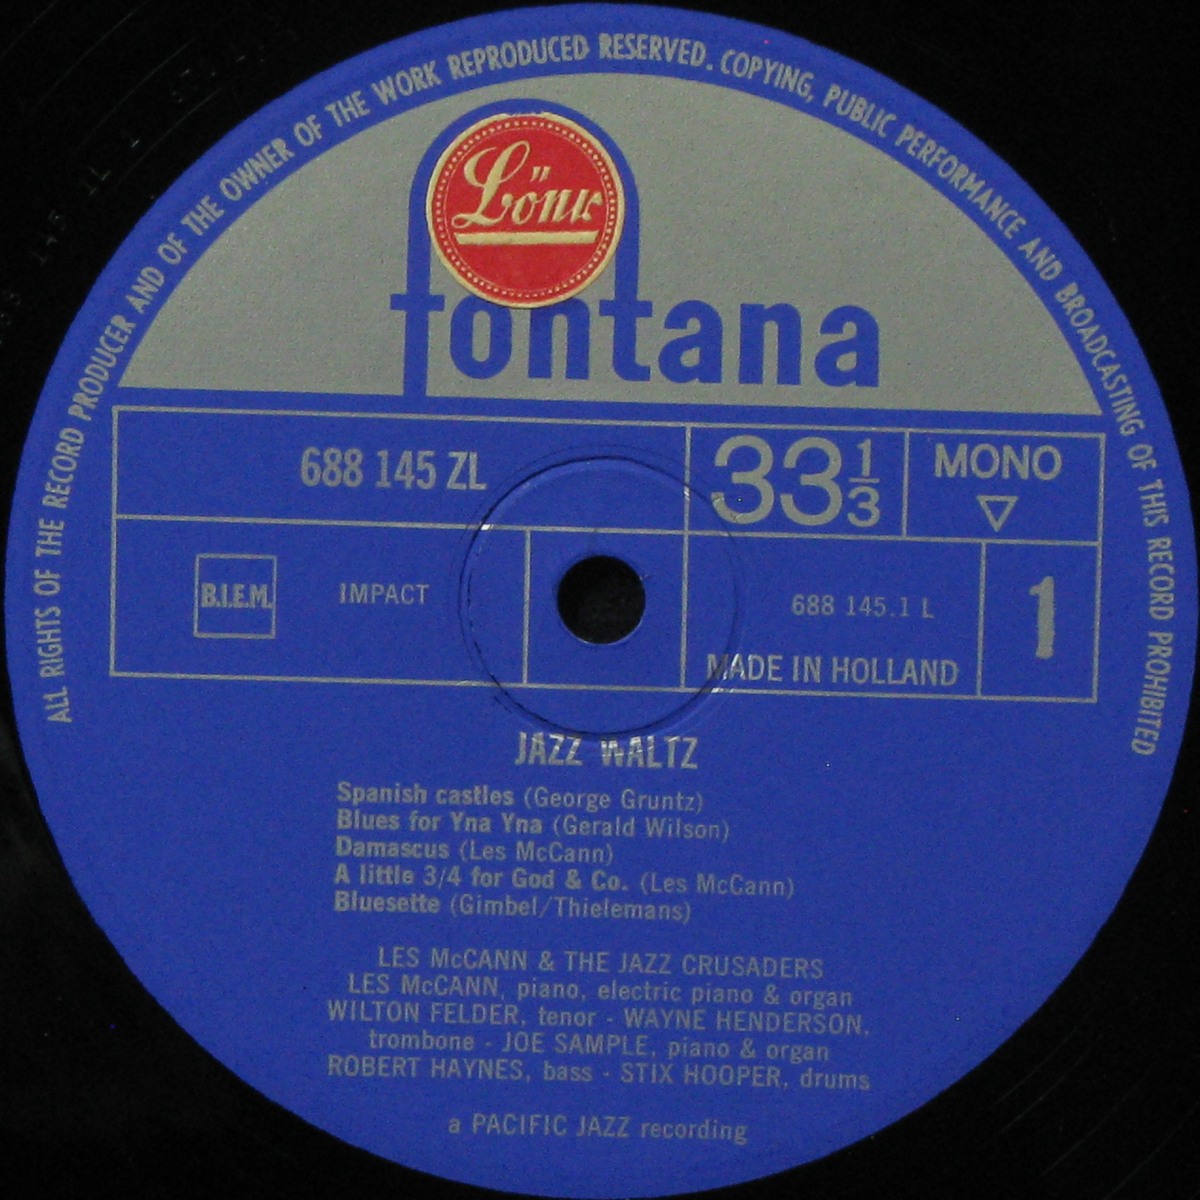 ALL RIGHTS OF THE RECORD PRODUCER AND OF THE OWNER OF THE WORK REPRODUCED RESERVED. COPYING, PUBLIC PERFORMANCE AND BROADCASTING OF THIS RECORD PROHIBITED
Lönk
fontana
688 145 ZL
33 1/3
MONO
B.I.E.M.
IMPACT
688 145.1 L
1
MADE IN HOLLAND
JAZZ WALTZ
Spanish castles (George Gruntz)
Blues for Yna Yna (Gerald Wilson)
Damascus (Les McCann)
A little 3/4 for God & Co. (Les McCann)
Bluesette (Gimbel/Thielemans)
LES McCANN & THE JAZZ CRUSADERS
LES McCANN, piano, electric piano & organ
WILTON FELDER, tenor - WAYNE HENDERSON,
trombone - JOE SAMPLE, piano & organ
ROBERT HAYNES, bass - STIX HOOPER, drums
a PACIFIC JAZZ recording